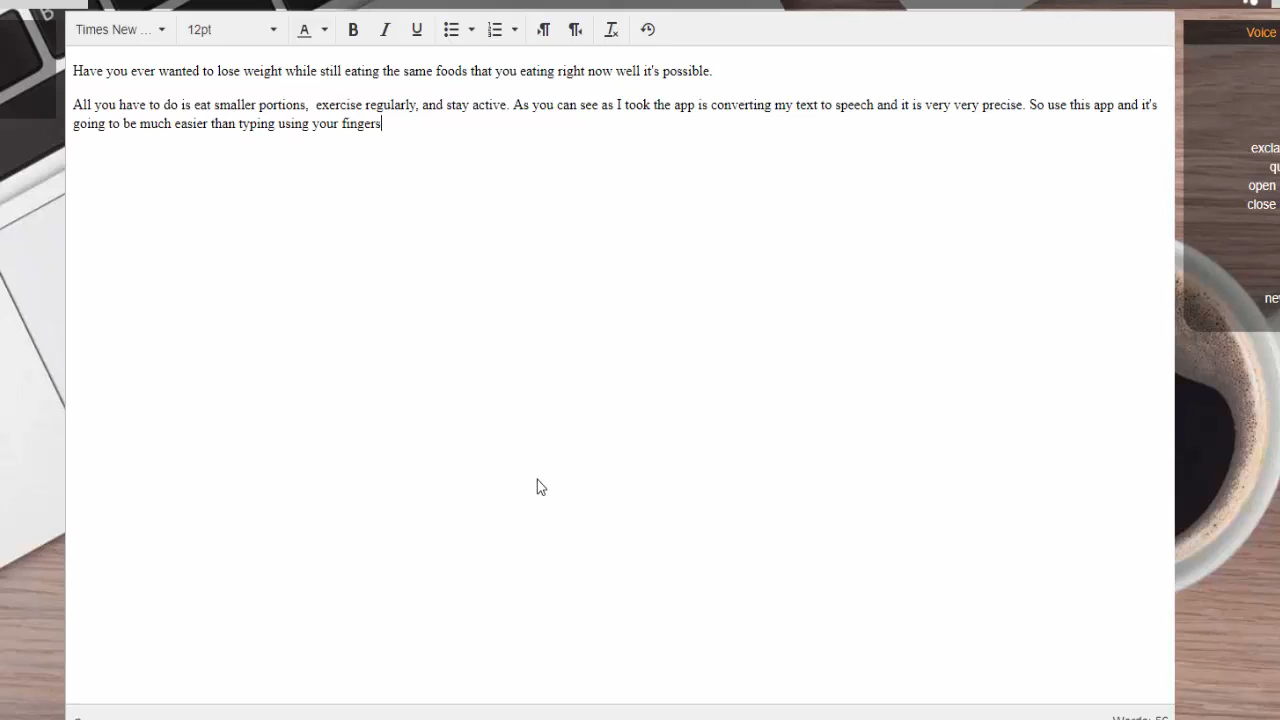 Times New ... 12pt A B I U
Voice
Have you ever wanted to lose weight while still eating the same foods that you eating right now well it's possible.
All you have to do is eat smaller portions,  exercise regularly, and stay active. As you can see as I took the app is converting my text to speech and it is very very precise. So use this app and it's
going to be much easier than typing using your fingers
open
close